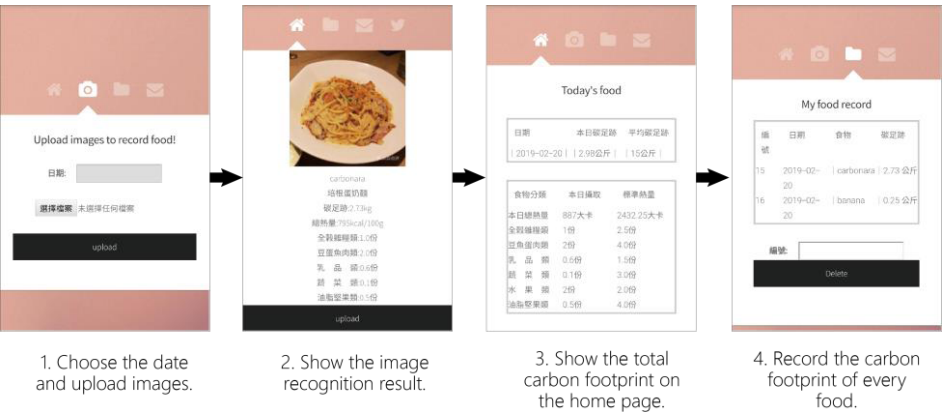 Upload images to record food!
日期:
選擇檔案 未選擇任何檔案
upload
1. Choose the date
and upload images.
carbonara
培根蛋奶麵
碳足跡:2.73kg
總熱量:795kcal/100g
全穀雜糧類:1.0份
豆蛋魚肉類:2.0份
乳 品 類:0.6份
蔬 菜 類:0.1份
油脂堅果類:0.5份
upload
2. Show the image
recognition result.
Today's food
日期 本日碳足跡 平均碳足跡
| 2019-02-20 | | 2.98公斤 | | 15公斤 |
食物分類 本日攝取 標準熱量
本日總熱量 887大卡 2432.25大卡
全穀雜糧類 1份 2.5份
豆魚蛋肉類 2份 4.0份
乳 品 類 0.6份 1.5份
蔬 菜 類 0.1份 3.0份
水 果 類 2份 2.0份
油脂堅果類 0.5份 4.0份
3. Show the total
carbon footprint on
the home page.
My food record
編號 日期 食物 碳足跡
15 2019-02-20 | carbonara | 2.73 公斤
16 2019-02-20 | banana | 0.25 公斤
編號:
Delete
4. Record the carbon
footprint of every
food.